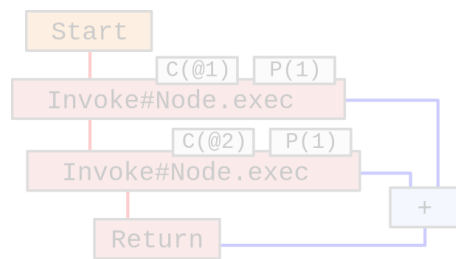 Start
C(@1) P(1)
Invoke#Node.exec
C(@2) P(1)
Invoke#Node.exec
+
Return